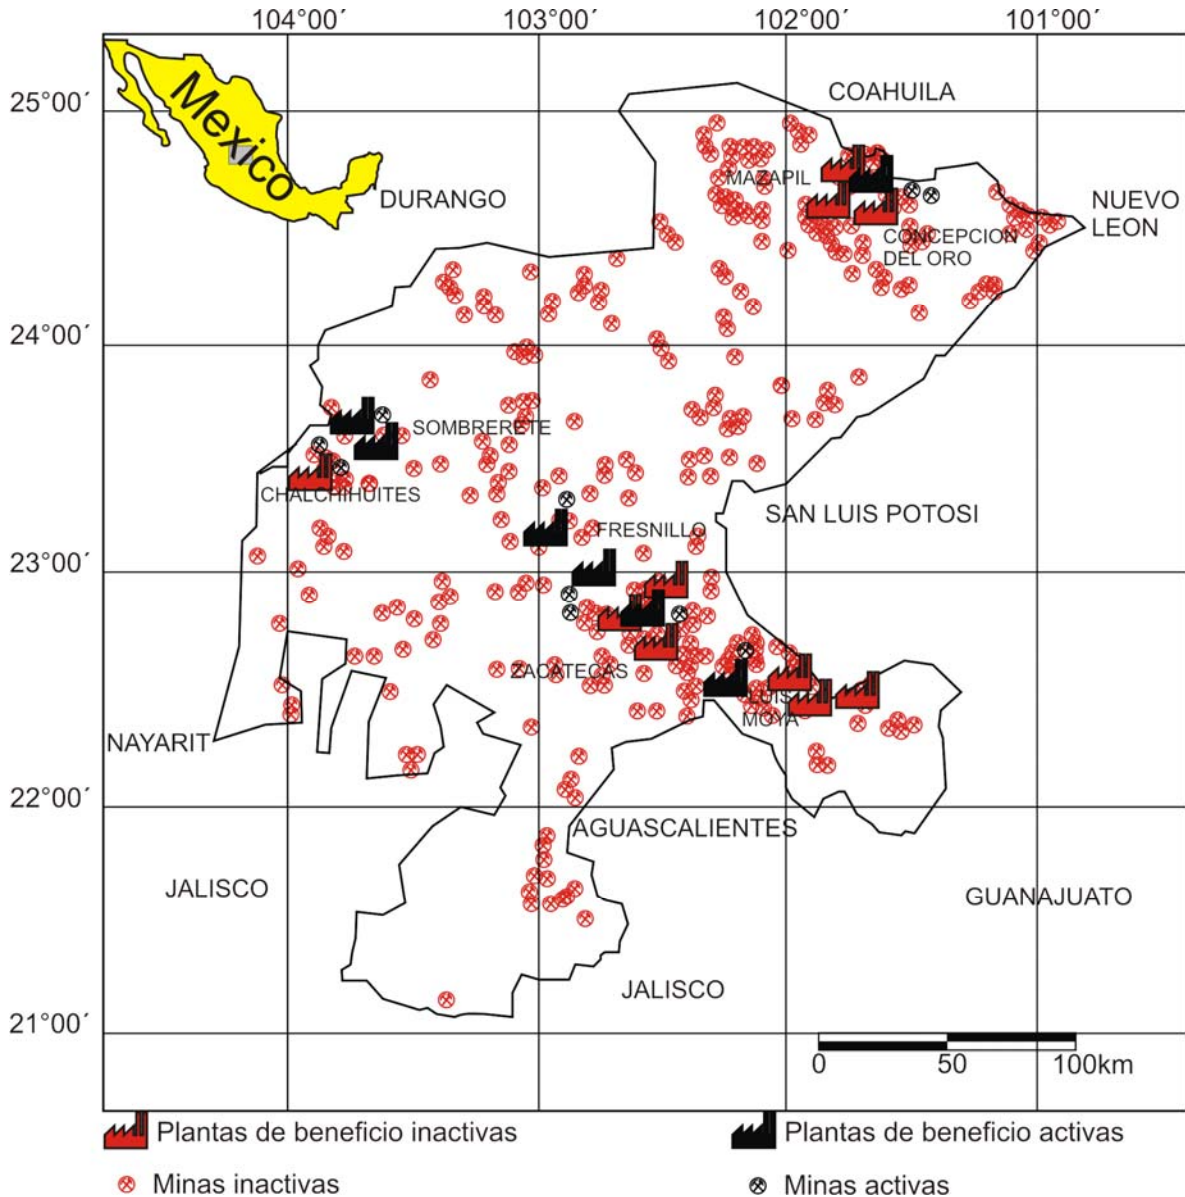 104°00´
103°00´
102°00´
101°00´
25°00´
Mexico
COAHUILA
DURANGO
MAZAPIL
NUEVO
LEON
CONCEPCION
DEL ORO
24°00´
SOMBRERETE
CHALCHIHUITES
SAN LUIS POTOSI
FRESNILLO
23°00´
ZACATECAS
LUIS
MOYA
NAYARIT
22°00´
AGUASCALIENTES
JALISCO
GUANAJUATO
JALISCO
21°00´
0
50
100km
Plantas de beneficio inactivas
Plantas de beneficio activas
Minas inactivas
Minas activas